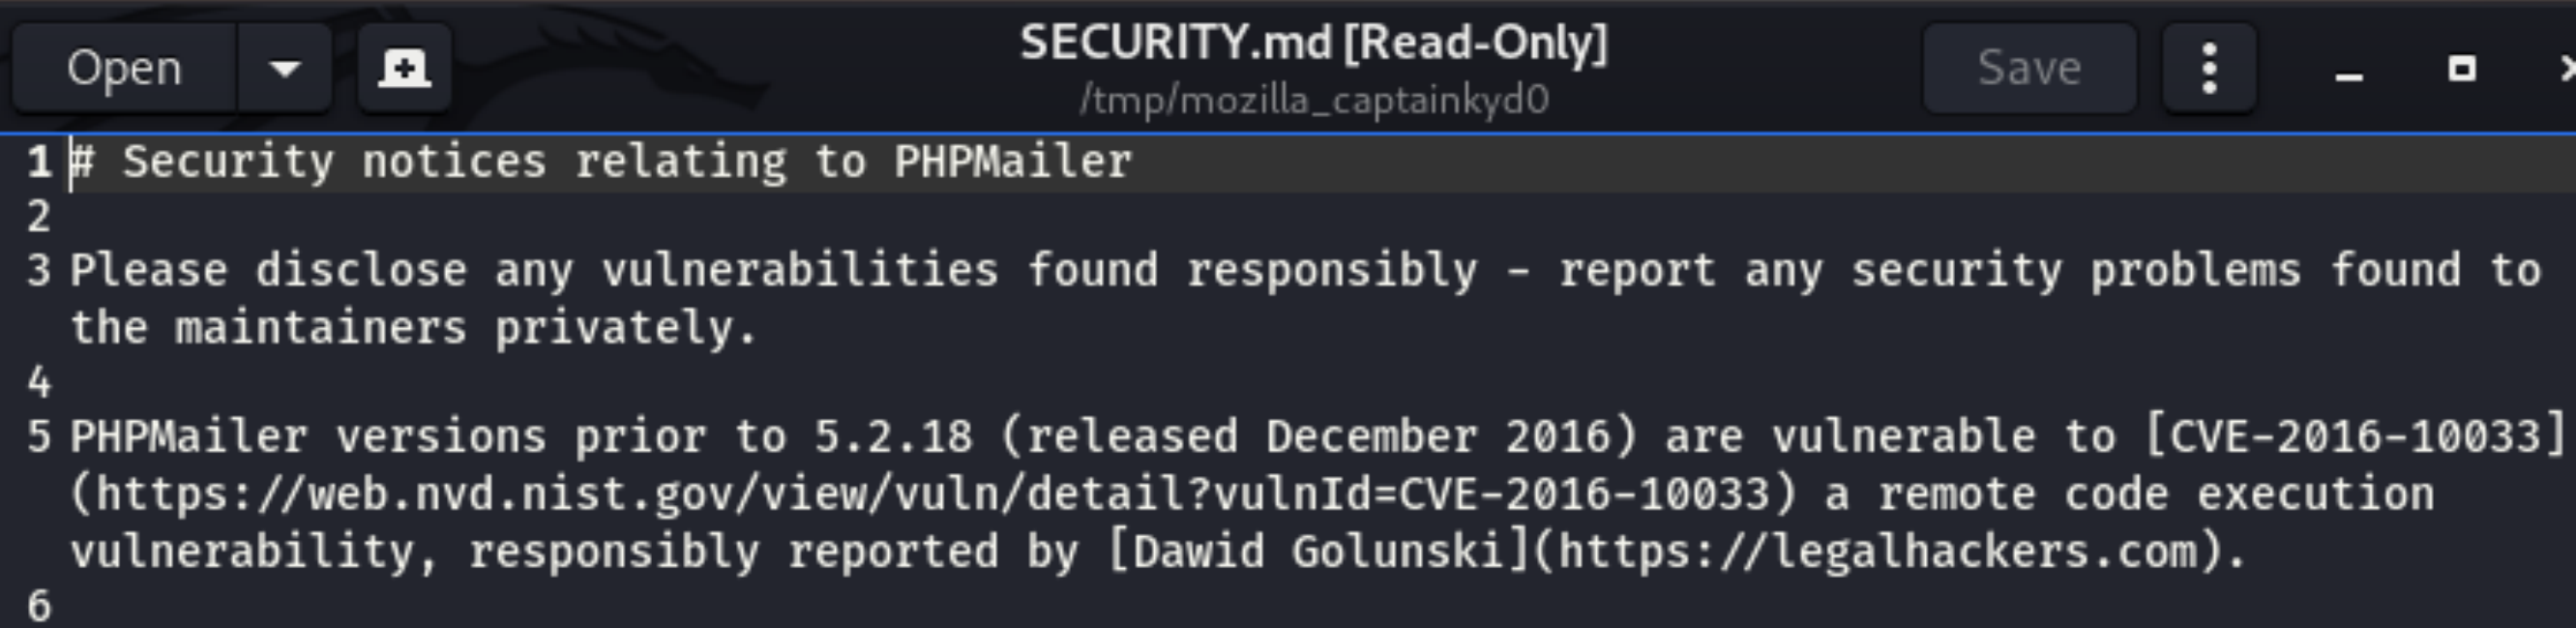 Open
SECURITY.md [Read-Only]
/tmp/mozilla_captainkyd0
Save
1 # Security notices relating to PHPMailer
2
3 Please disclose any vulnerabilities found responsibly – report any security problems found to
the maintainers privately.
4
5 PHPMailer versions prior to 5.2.18 (released December 2016) are vulnerable to [CVE-2016-10033]
(https://web.nvd.nist.gov/view/vuln/detail?vulnId=CVE-2016-10033) a remote code execution
vulnerability, responsibly reported by [Dawid Golunski](https://legalhackers.com).
6